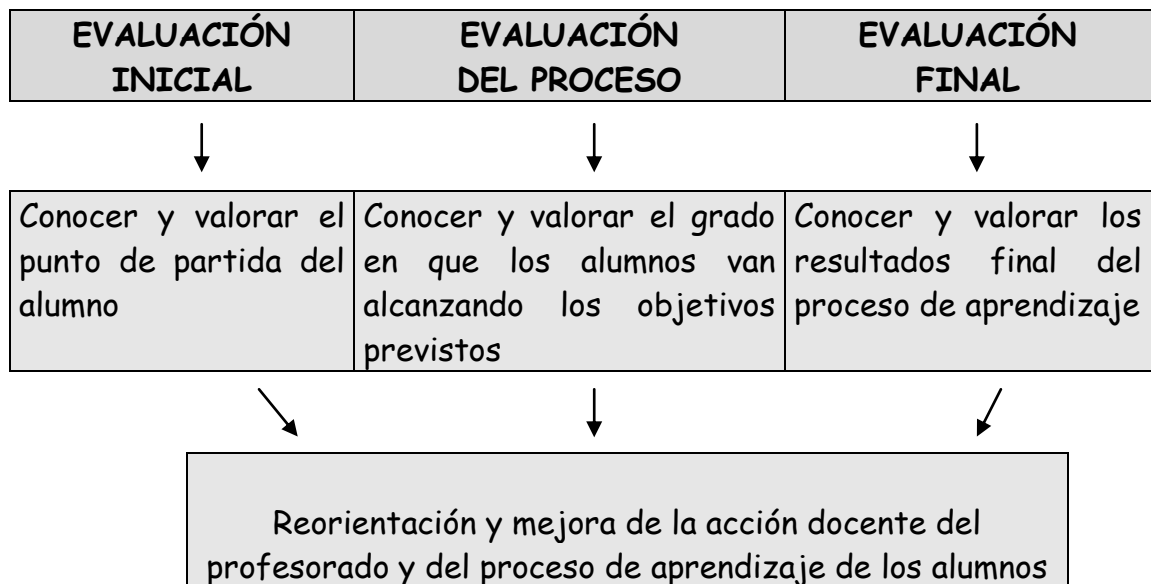 EVALUACIÓN
INICIAL
EVALUACIÓN
DEL PROCESO
EVALUACIÓN
FINAL
Conocer y valorar el
punto de partida del
alumno
Conocer y valorar el grado
en que los alumnos van
alcanzando los objetivos
previstos
Conocer y valorar los
resultados final del
proceso de aprendizaje
Reorientación y mejora de la acción docente del
profesorado y del proceso de aprendizaje de los alumnos